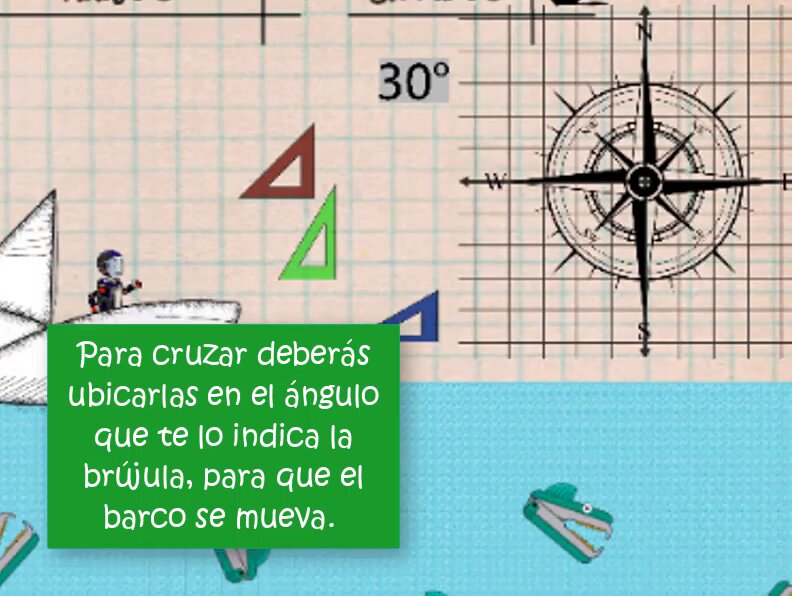 30°
N
W
E
S
Para cruzar deberás
ubicarlas en el ángulo
que te lo indica la
brújula, para que el
barco se mueva.